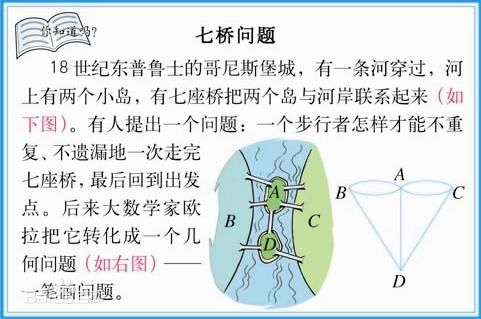 你知道吗?
七桥问题
18世纪东普鲁士的哥尼斯堡城，有一条河穿过，河
上有两个小岛，有七座桥把两个岛与河岸联系起来（如
下图）。有人提出一个问题：一个步行者怎样才能不重
复、不遗漏地一次走完
七座桥，最后回到出发
点。后来大数学家欧
拉把它转化成一个几
何问题（如右图）——
一笔画问题。
A
B
C
D
A
B
C
D